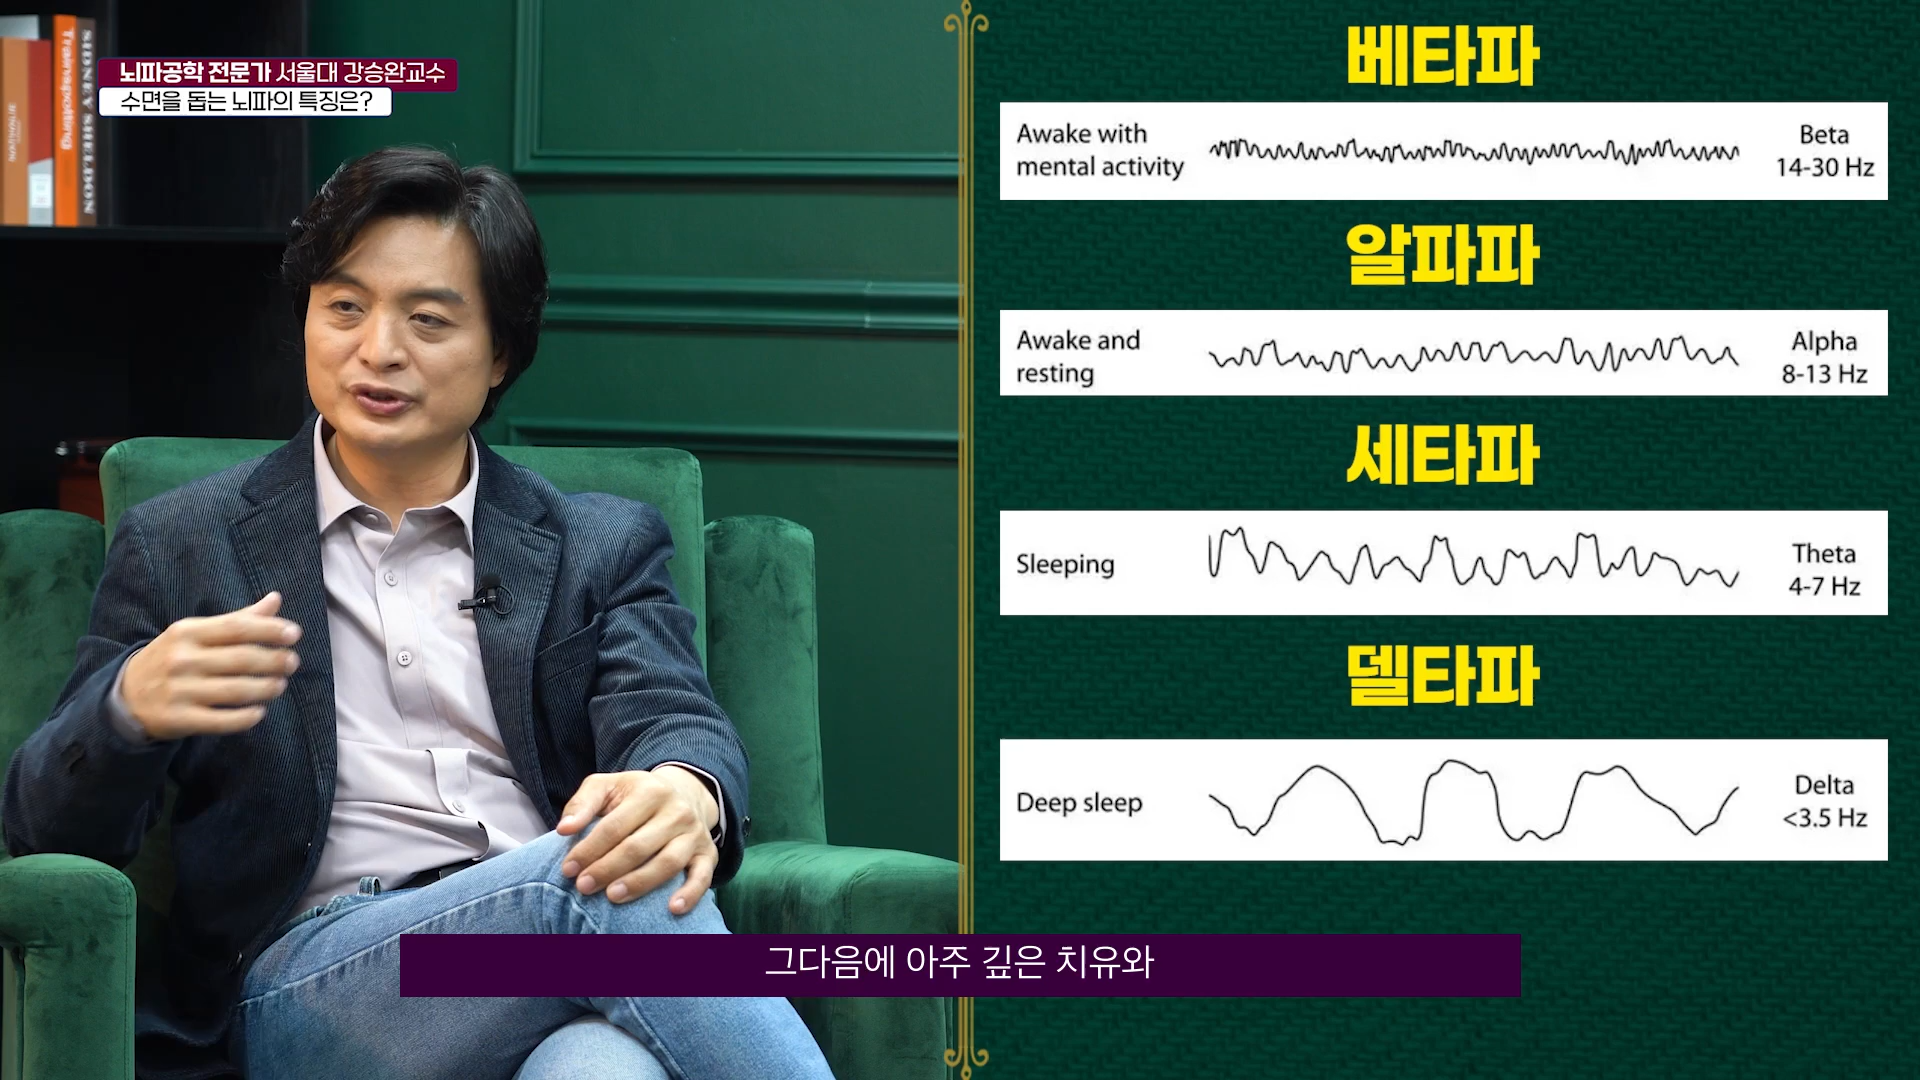 SIDNEY SHELDON
Trainspotting
뇌파공학 전문가 서울대 강승완교수
수면을 돕는 뇌파의 특징은?
베타파
Awake with
mental activity
Beta
14-30 Hz
알파파
Awake and
resting
Alpha
8-13 Hz
세타파
Sleeping
Theta
4-7 Hz
델타파
Deep sleep
Delta
<3.5 Hz
그다음에 아주 깊은 치유와